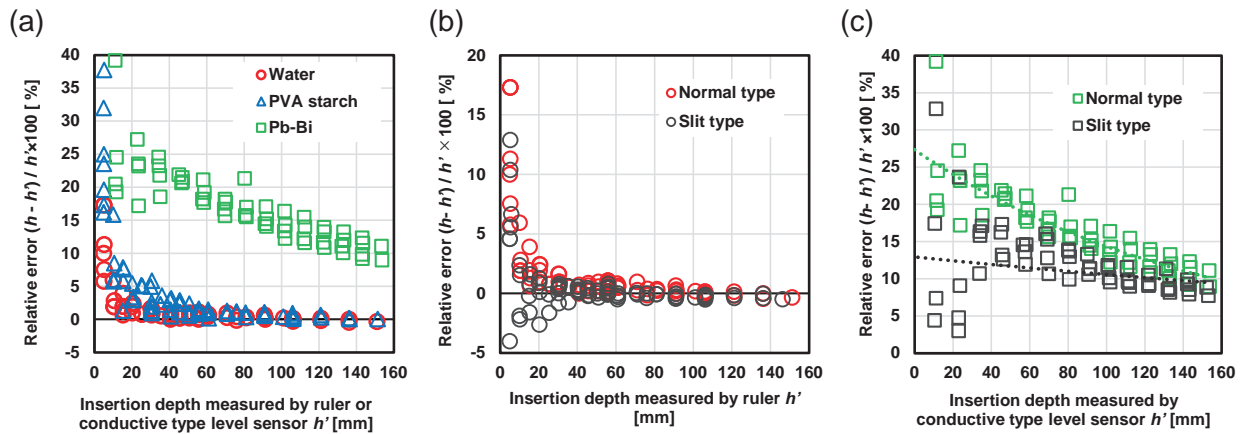 (a)
Relative error (h - h') / h'×100 [ % ]
40
35
30
25
20
15
10
5
0
-5
Water
PVA starch
Pb-Bi
0 20 40 60 80 100 120 140 160
Insertion depth measured by ruler or
conductive type level sensor h' [mm]
(b)
Relative error (h- h') / h' × 100 [ %]
20
15
10
5
0
-5
Normal type
Slit type
0 20 40 60 80 100 120 140 160
Insertion depth measured by ruler h'
[mm]
(c)
Relative error (h- h') / h' ×100 [ %]
40
35
30
25
20
15
10
5
0
Normal type
Slit type
0 20 40 60 80 100 120 140 160
Insertion depth measured by
conductive type level sensor h' [mm]